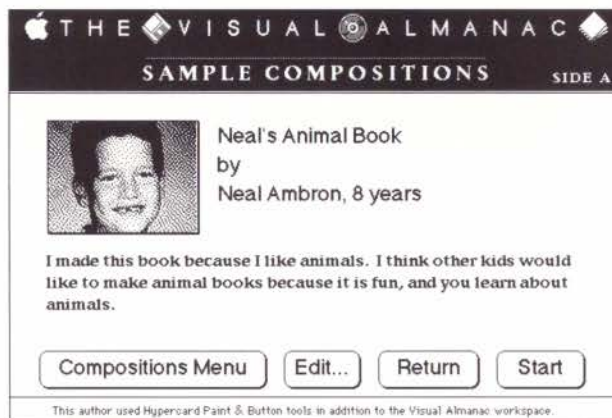 THE VISUAL ALMANAC
SAMPLE COMPOSITIONS
SIDE A
Neal's Animal Book
by
Neal Ambron, 8 years
I made this book because I like animals. I think other kids would
like to make animal books because it is fun, and you learn about
animals.
Compositions Menu Edit... Return Start
This author used Hypercard Paint & Button tools in addition to the Visual Almanac workspace.